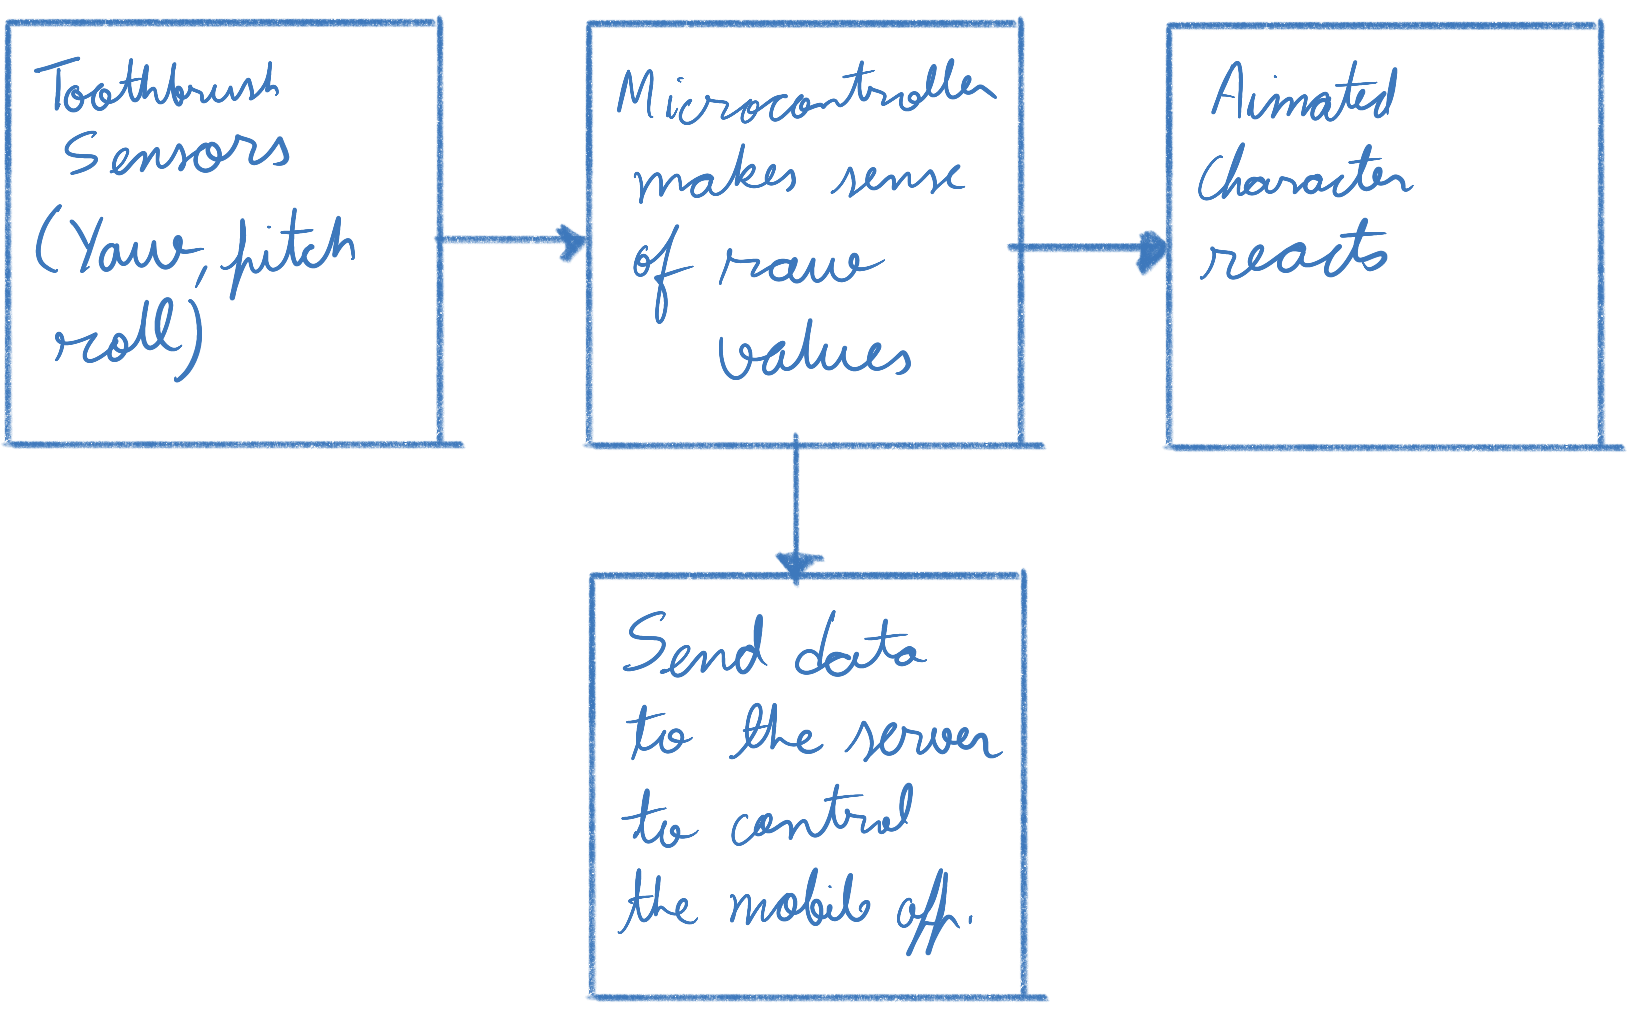 Toothbrush
Sensors
(Yaw, pitch
roll)
Microcontroller
makes sense
of raw
values
Aimated
Character
reacts
Send data
to the server
to control
the mobile app.